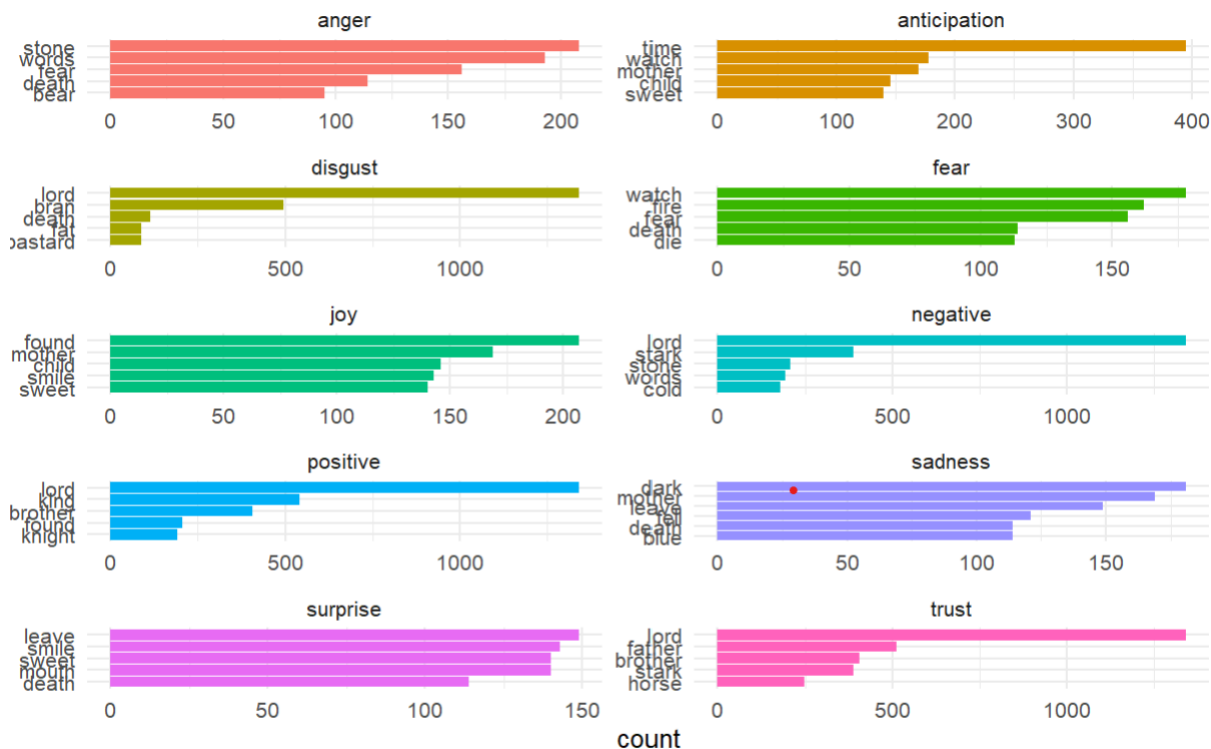 anger
stone
words
fear
death
bear
0 50 100 150 200
anticipation
time
watch
mother
child
sweet
0 100 200 300 400
disgust
lord
bran
death
fat
bastard
0 500 1000
fear
watch
fire
fear
death
die
0 50 100 150
joy
found
mother
child
smile
sweet
0 50 100 150 200
negative
lord
stark
stone
words
cold
0 500 1000
positive
lord
kind
brother
found
knight
0 500 1000
sadness
dark
mother
leave
fell
death
blue
0 50 100 150
surprise
leave
smile
sweet
mouth
death
0 50 100 150
trust
lord
father
brother
stark
horse
0 500 1000
count